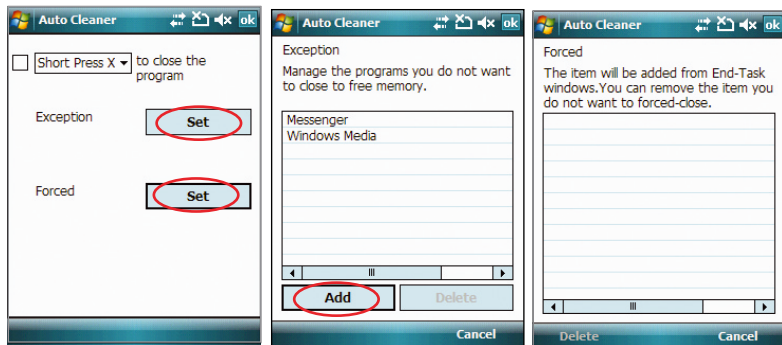 Auto Cleaner
ok
Short Press X
to close the
program
Exception
Set
Forced
Set
Auto Cleaner
ok
Exception
Manage the programs you do not want
to close to free memory.
Messenger
Windows Media
Add
Delete
Cancel
Auto Cleaner
ok
Forced
The item will be added from End-Task
windows.You can remove the item you
do not want to forced-close.
Delete
Cancel